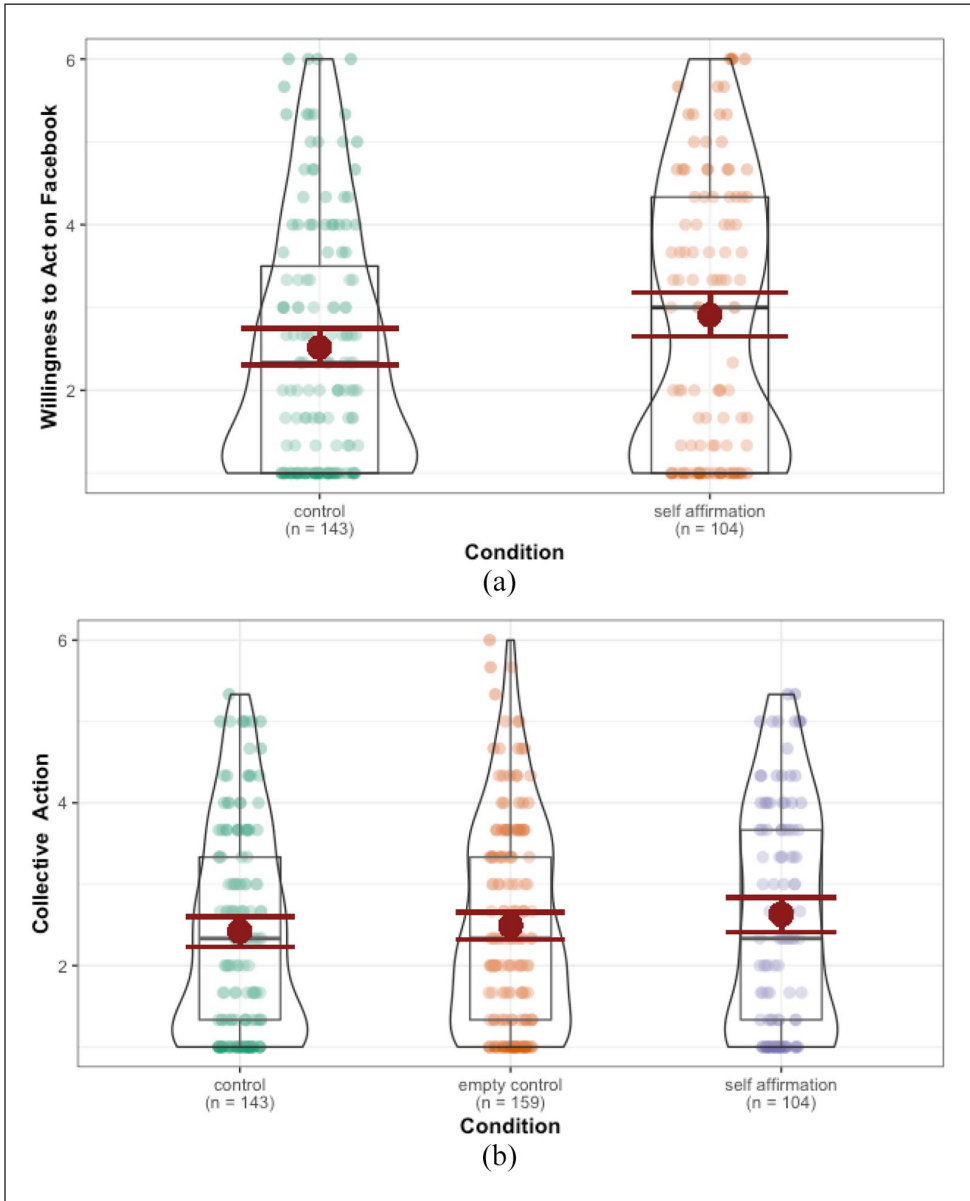 Willingness to Act on Facebook
6
4
2
control
(n = 143)
self affirmation
(n = 104)
Condition
(a)
Collective Action
6
4
2
control
(n = 143)
empty control
(n = 159)
self affirmation
(n = 104)
Condition
(b)